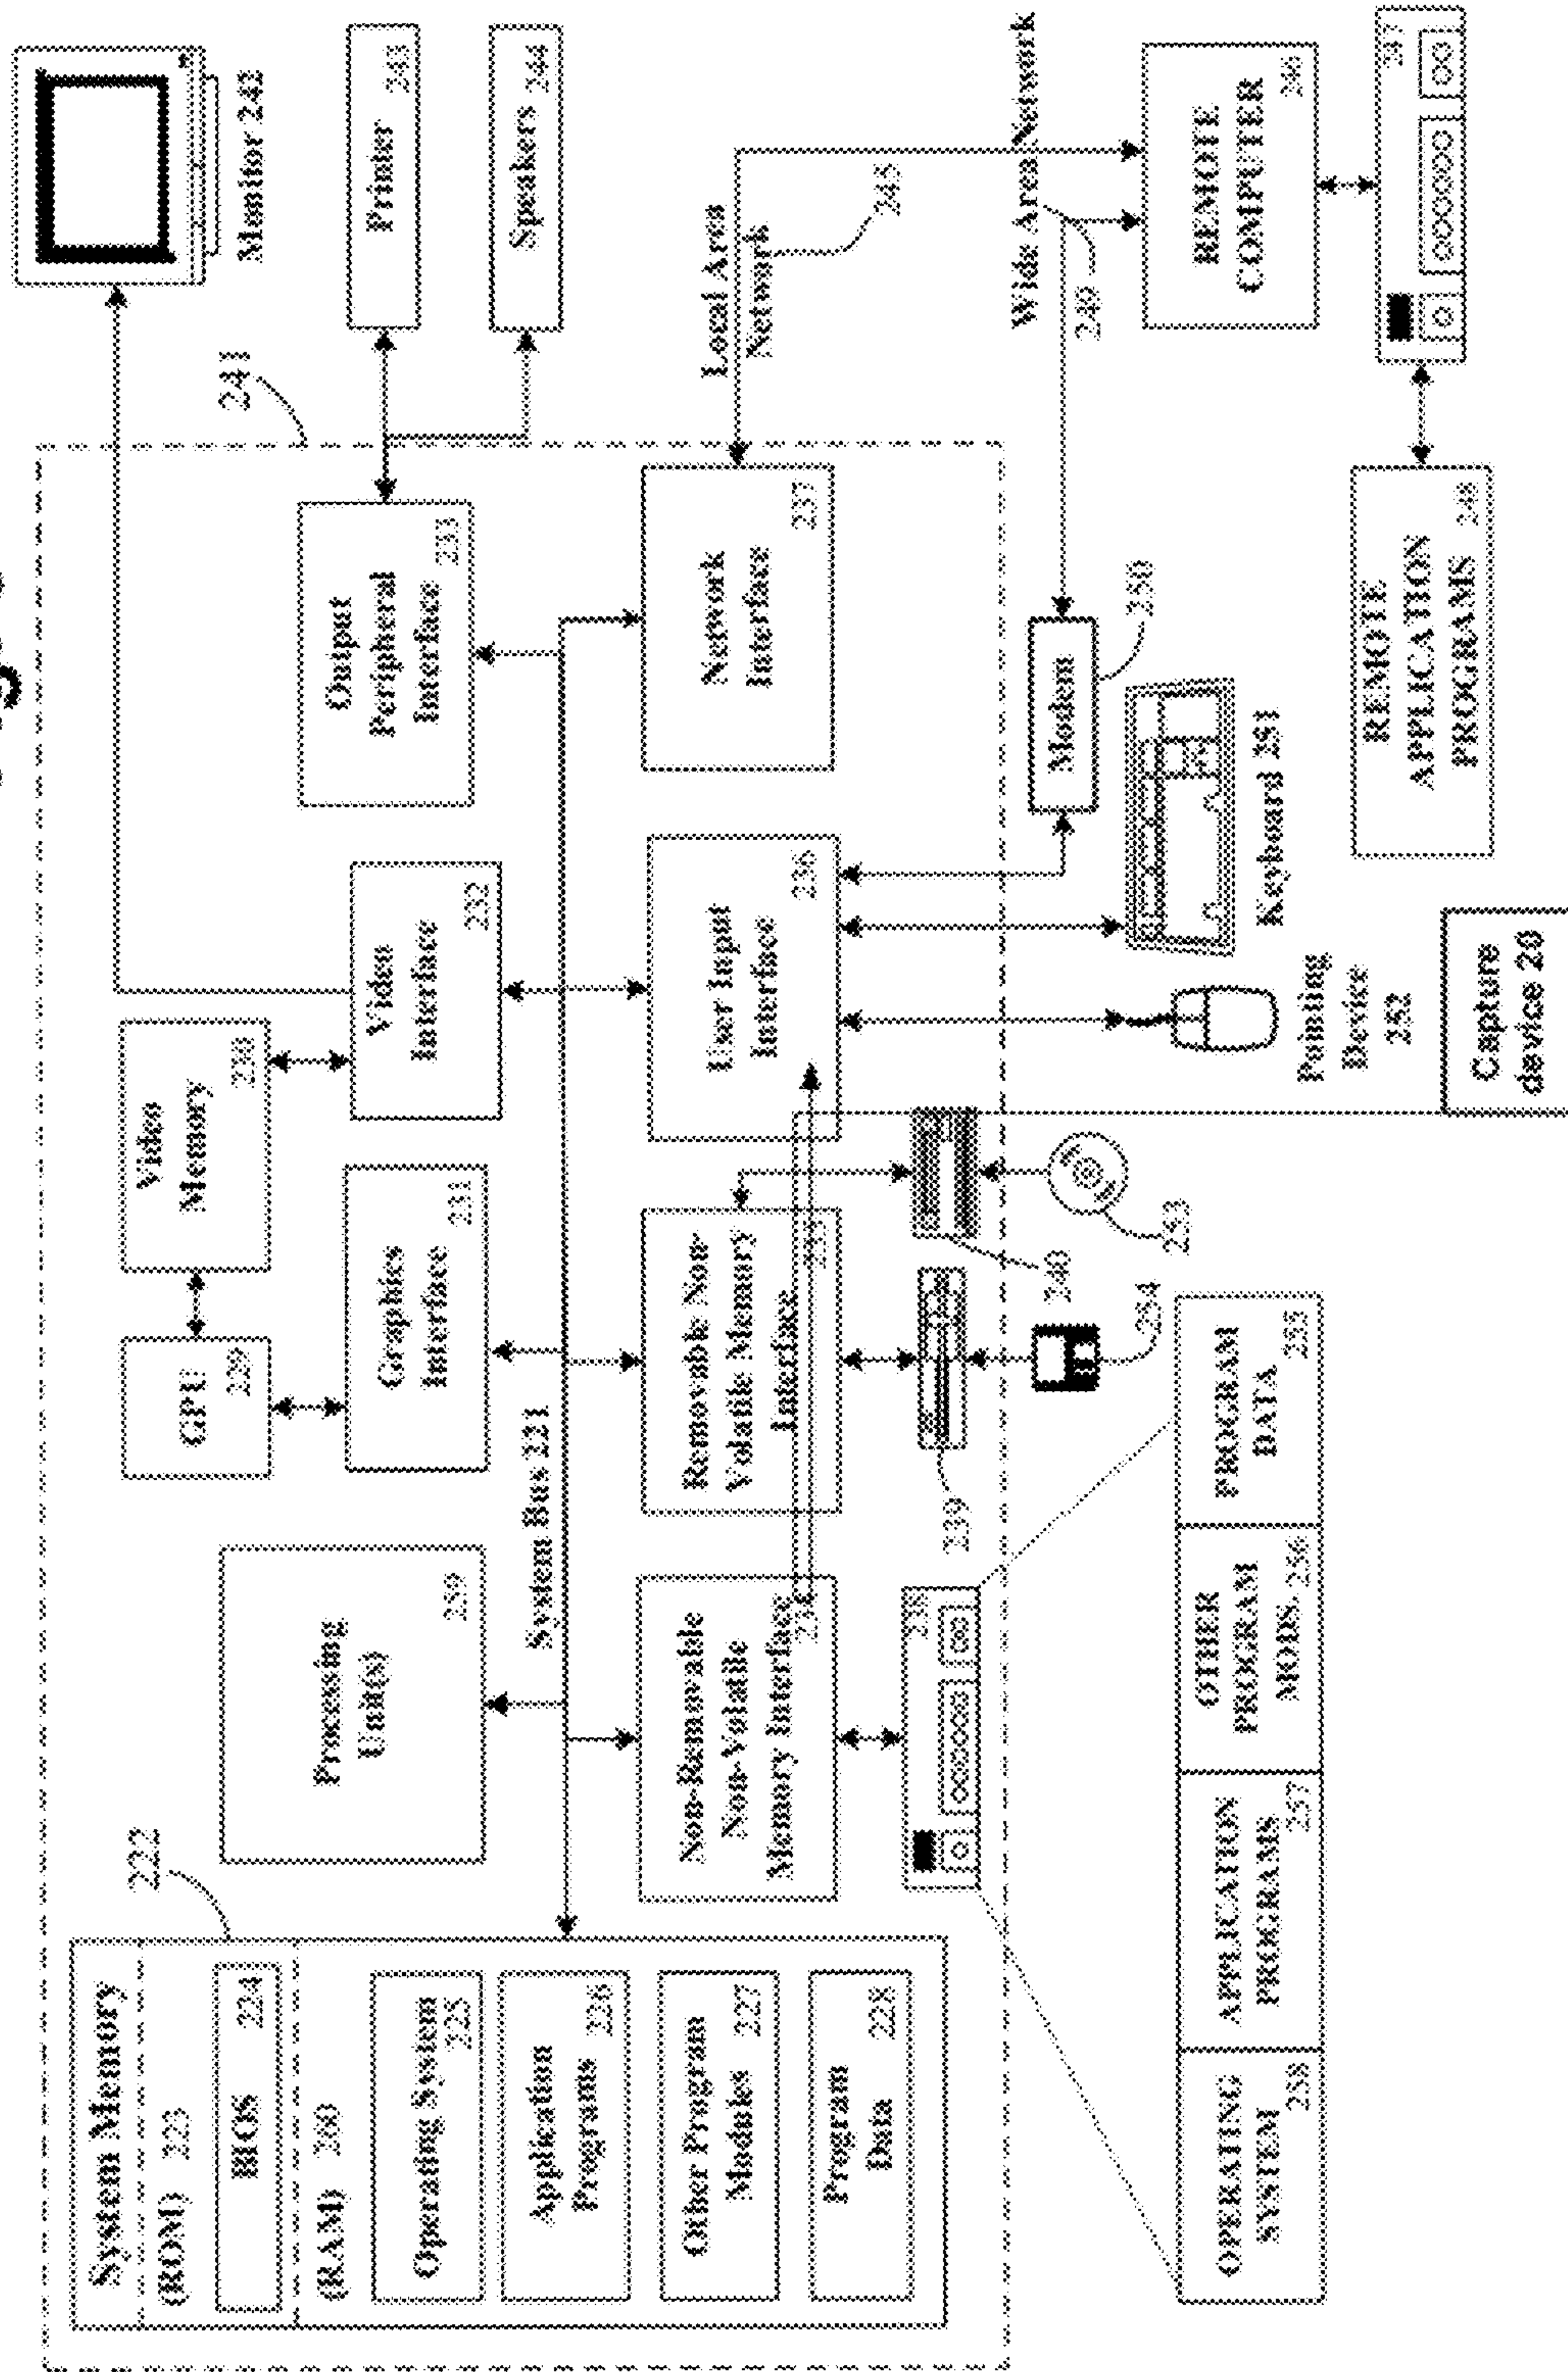 System Memory
222
(ROM) 223
BIOS 224
(RAM) 260
Operating System
225
Application
Programs 226
Other Program
Modules 227
Program
Data 228
Processing
Unit(s)
259
GPU
229
Video
Memory
230
Graphics
Interface
231
Video
Interface
232
Output
Peripheral
Interface 233
241
Monitor 242
Printer 243
Speakers 244
System Bus 221
Non-Removable
Non-Volatile
Memory Interface
Removable Non-
Volatile Memory
Interface
User Input
Interface
236
Network
Interface
237
Local Area
Network
245
238
239
240
254
253
Modem
250
Wide Area Network
249
REMOTE
COMPUTER
246
247
REMOTE
APPLICATION
PROGRAMS 248
Pointing
Device
252
Keyboard 251
Capture
device 20
OPERATING
SYSTEM 258
APPLICATION
PROGRAMS 257
OTHER
PROGRAM
MODS. 256
PROGRAM
DATA 255